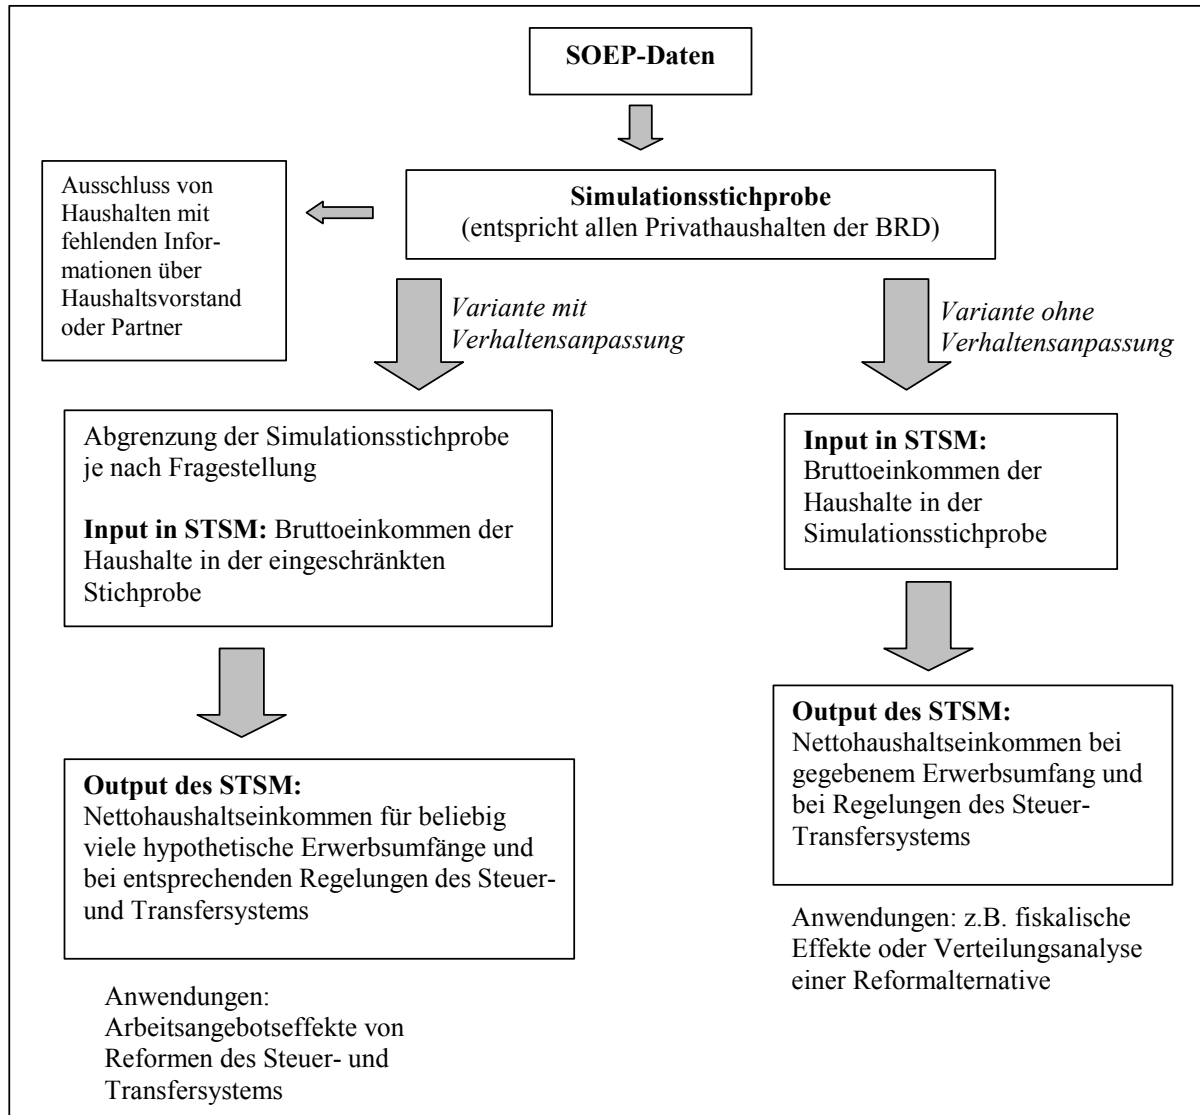 SOEP-Daten
Simulationsstichprobe
(entspricht allen Privathaushalten der BRD)
Ausschluss von
Haushalten mit
fehlenden Infor-
mationen über
Haushaltsvorstand
oder Partner
Variante mit
Verhaltensanpassung
Variante ohne
Verhaltensanpassung
Abgrenzung der Simulationsstichprobe
je nach Fragestellung
Input in STSM: Bruttoeinkommen der
Haushalte in der eingeschränkten
Stichprobe
Input in STSM:
Bruttoeinkommen der
Haushalte in der
Simulationsstichprobe
Output des STSM:
Nettohaushaltseinkommen für beliebig
viele hypothetische Erwerbsumfänge und
bei entsprechenden Regelungen des Steuer-
und Transfersystems
Output des STSM:
Nettohaushaltseinkommen bei
gegebenem Erwerbsumfang und
bei Regelungen des Steuer-
Transfersystems
Anwendungen:
Arbeitsangebotseffekte von
Reformen des Steuer- und
Transfersystems
Anwendungen: z.B. fiskalische
Effekte oder Verteilungsanalyse
einer Reformalternative